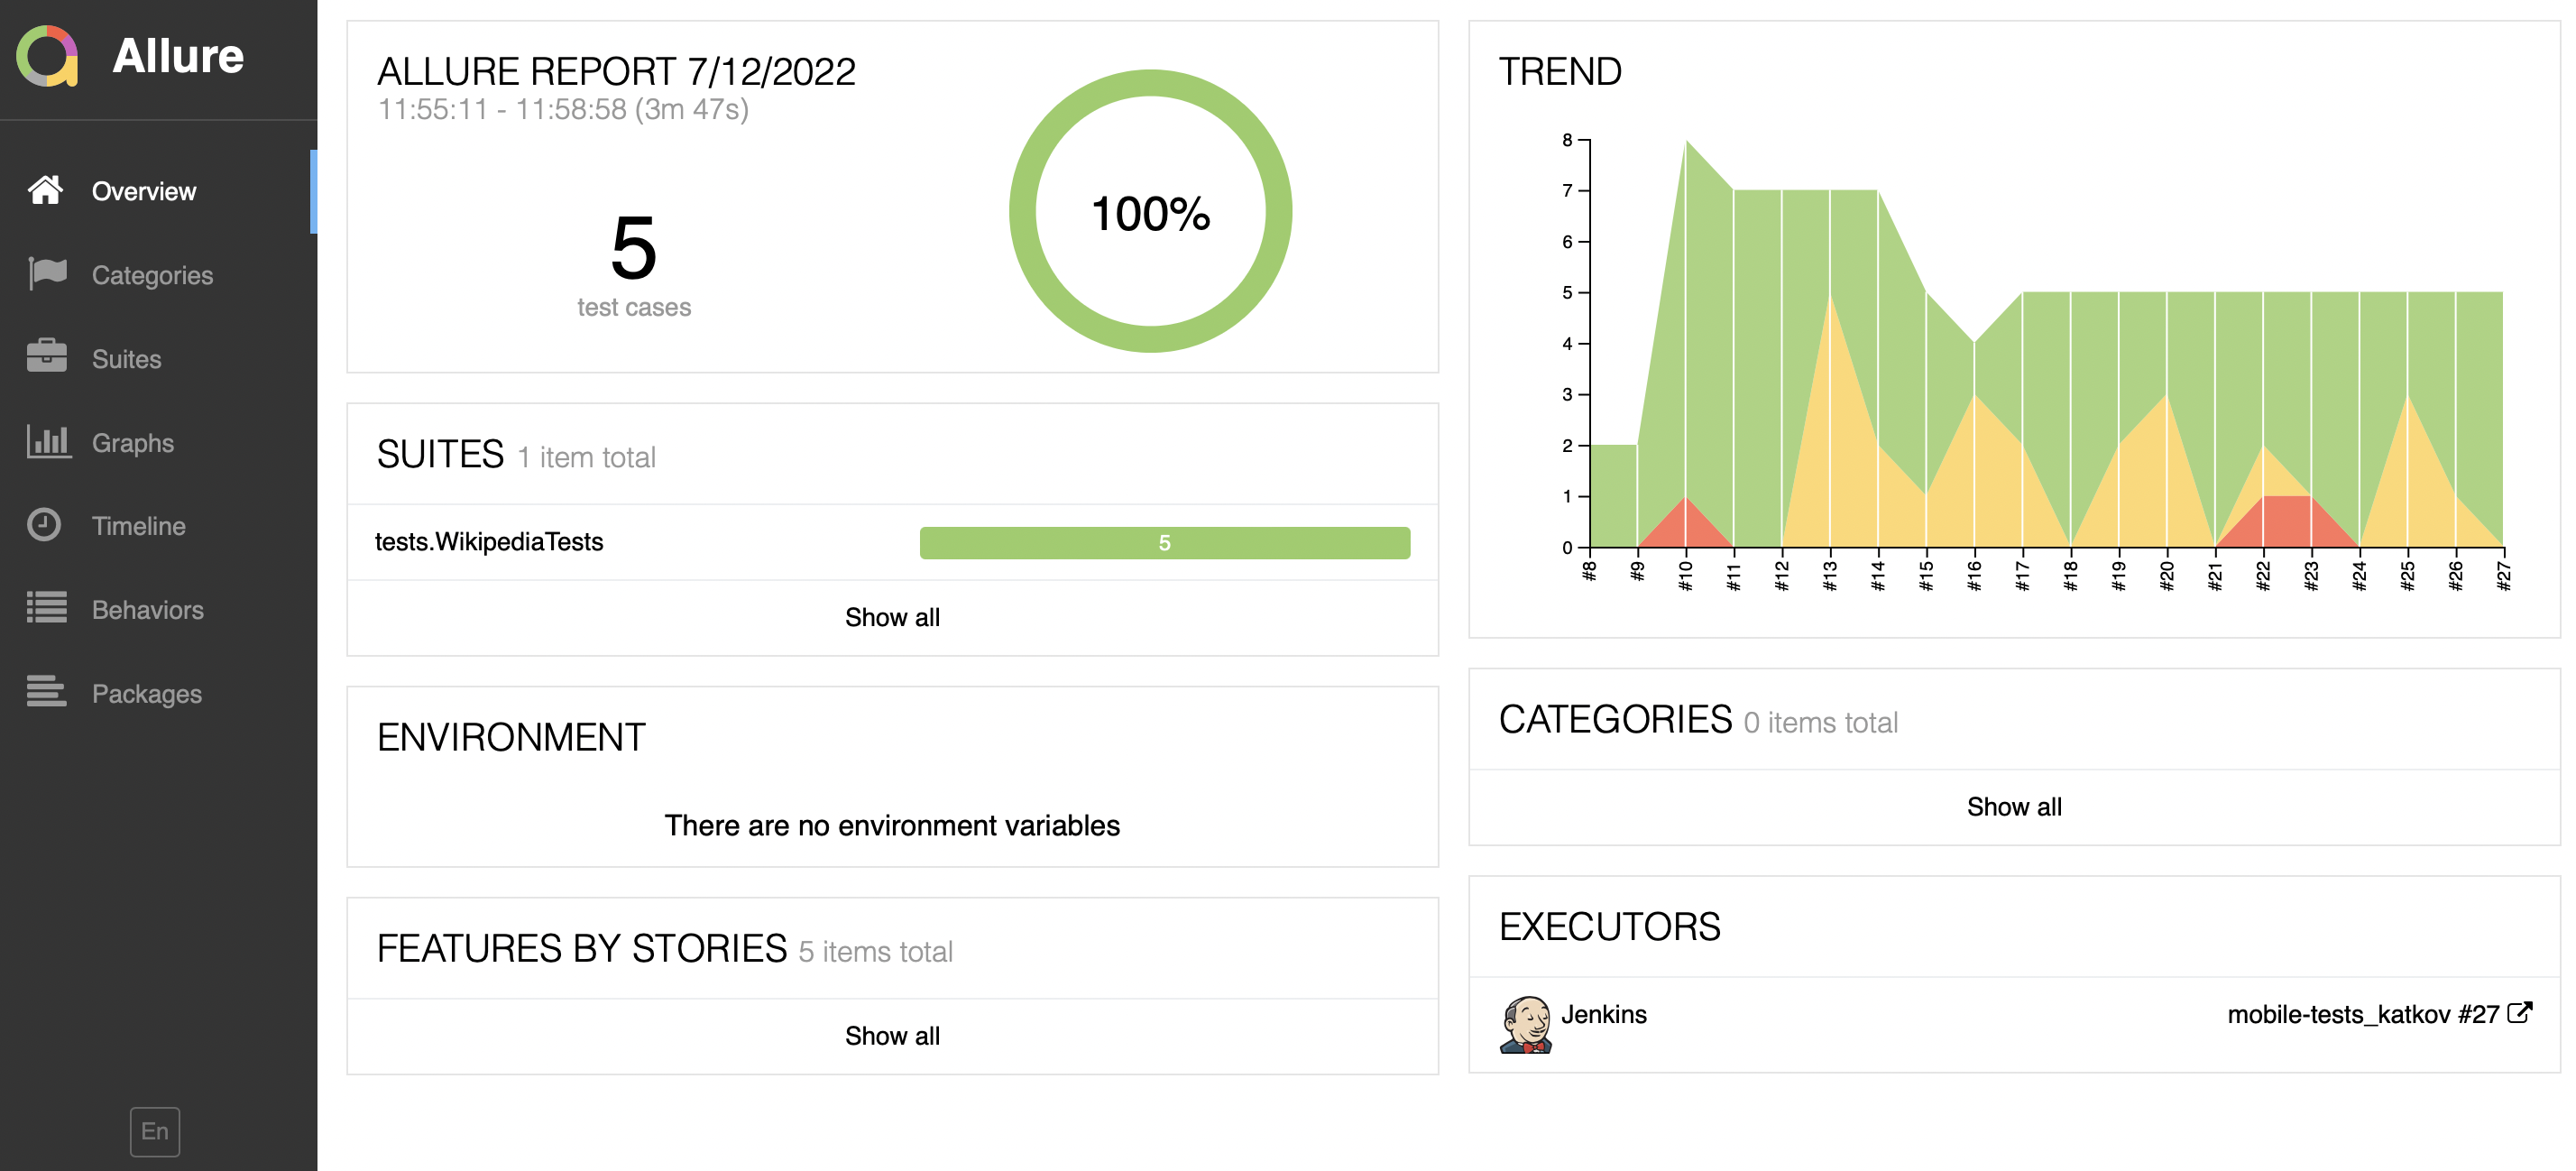 Allure
Overview
Categories
Suites
Graphs
Timeline
Behaviors
Packages
En
ALLURE REPORT 7/12/2022
11:55:11 - 11:58:58 (3m 47s)
5
test cases
100%
SUITES 1 item total
tests.WikipediaTests 5
Show all
ENVIRONMENT
There are no environment variables
FEATURES BY STORIES 5 items total
Show all
TREND
8
7
6
5
4
3
2
1
0
#8 #9 #10 #11 #12 #13 #14 #15 #16 #17 #18 #19 #20 #21 #22 #23 #24 #25 #26 #27
CATEGORIES 0 items total
Show all
EXECUTORS
Jenkins mobile-tests_katkov #27